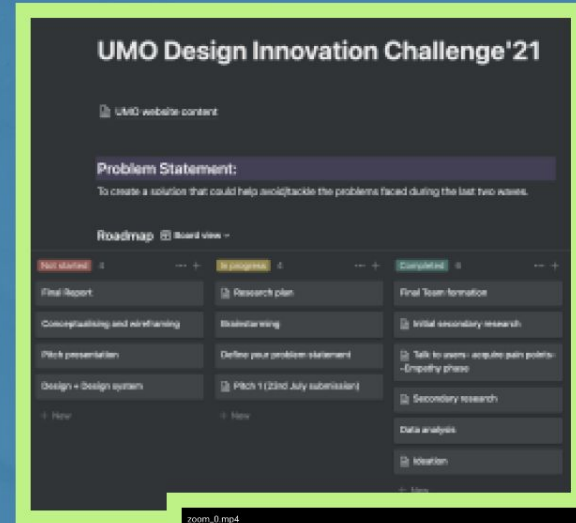 UMO Design Innovation Challenge'21
UMO website content
Problem Statement:
To create a solution that could help avoid/tackle the problems faced during the last two waves.
Roadmap Board view
Not started 4 ... +
In progress 4 ... +
Completed 6 ... +
Final Report
Conceptualising and wireframing
Pitch presentation
Design + Design system
+ New
Research plan
Brainstorming
Define your problem statement
Pitch 1 (23rd July submission)
+ New
Final Team formation
Initial secondary research
Talk to users- acquire pain points-
-Empathy phase
Secondary research
Data analysis
Ideation
+ New
zoom_0.mp4